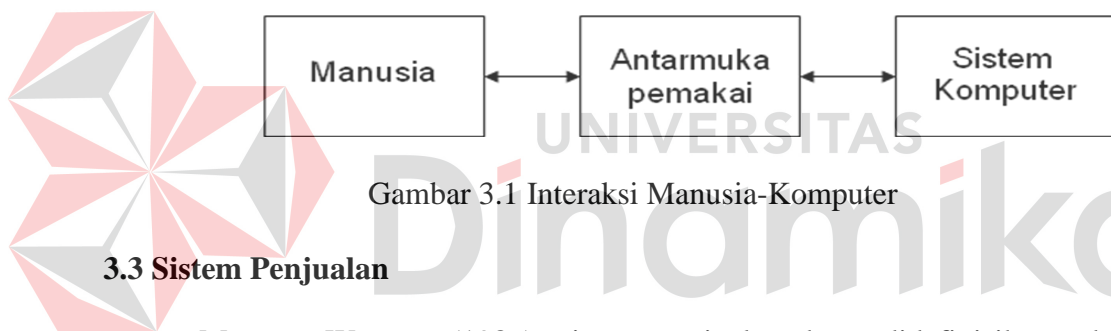 Manusia
Antarmuka
pemakai
Sistem
Komputer
UNIVERSITAS
Dinamika
Gambar 3.1 Interaksi Manusia-Komputer
3.3 Sistem Penjualan